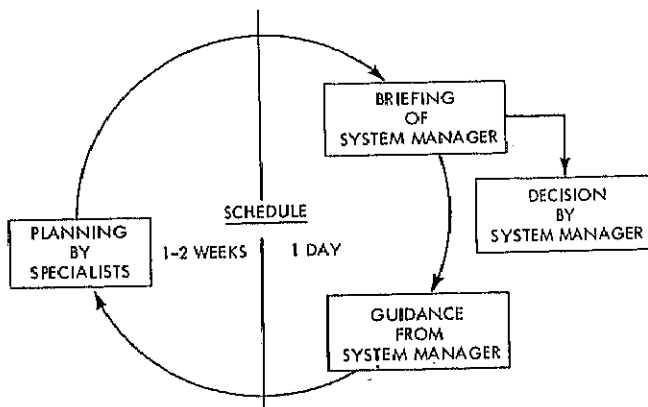 BRIEFING
OF
SYSTEM MANAGER
DECISION
BY
SYSTEM MANAGER
SCHEDULE
PLANNING
BY
SPECIALISTS
1-2 WEEKS
1 DAY
GUIDANCE
FROM
SYSTEM MANAGER